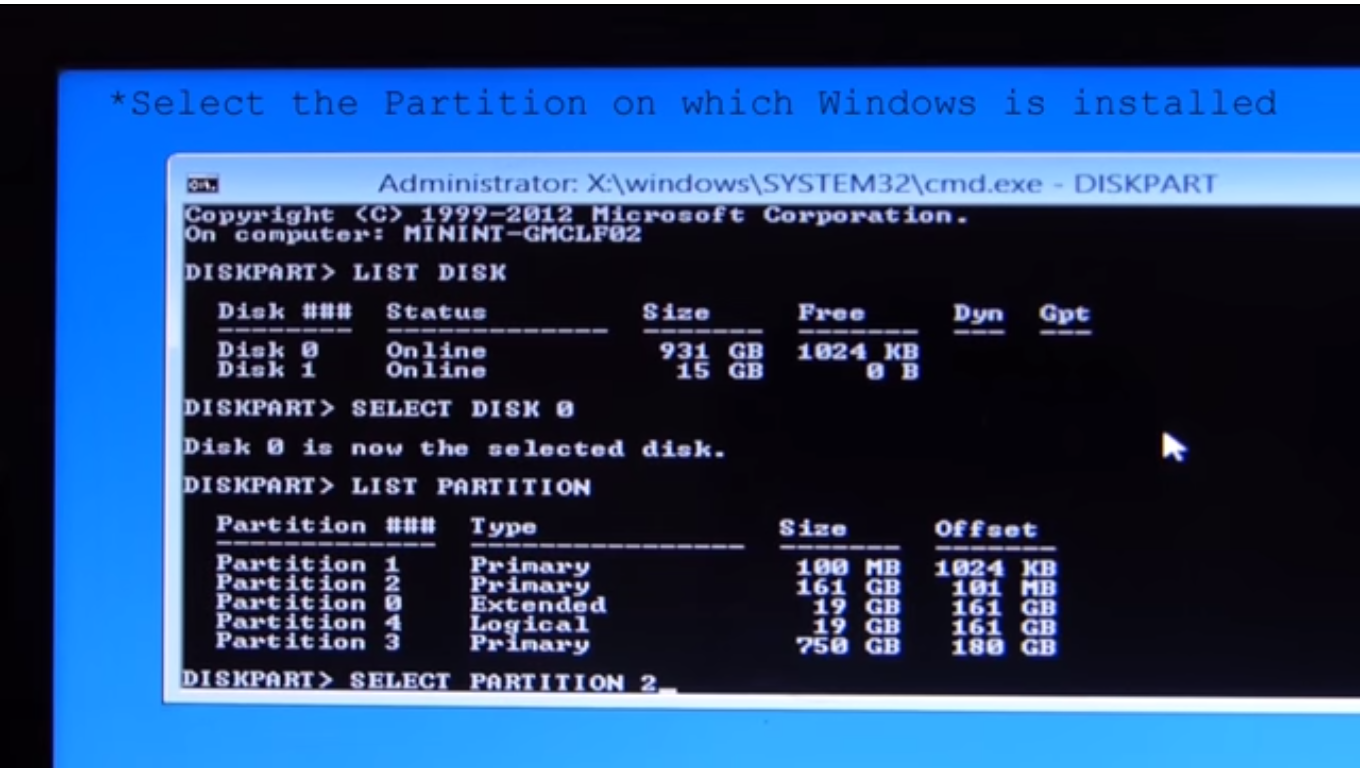 *Select the Partition on which Windows is installed
Administrator: X:\windows\SYSTEM32\cmd.exe - DISKPART
Copyright (C) 1999-2012 Microsoft Corporation.
On computer: MININT-GMCLF02
DISKPART> LIST DISK
Disk ### Status Size Free Dyn Gpt
Disk 0 Online 931 GB 1024 KB
Disk 1 Online 15 GB 0 B
DISKPART> SELECT DISK 0
Disk 0 is now the selected disk.
DISKPART> LIST PARTITION
Partition ### Type Size Offset
Partition 1 Primary 100 MB 1024 KB
Partition 2 Primary 161 GB 101 MB
Partition 0 Extended 19 GB 161 GB
Partition 4 Logical 19 GB 161 GB
Partition 3 Primary 750 GB 180 GB
DISKPART> SELECT PARTITION 2_